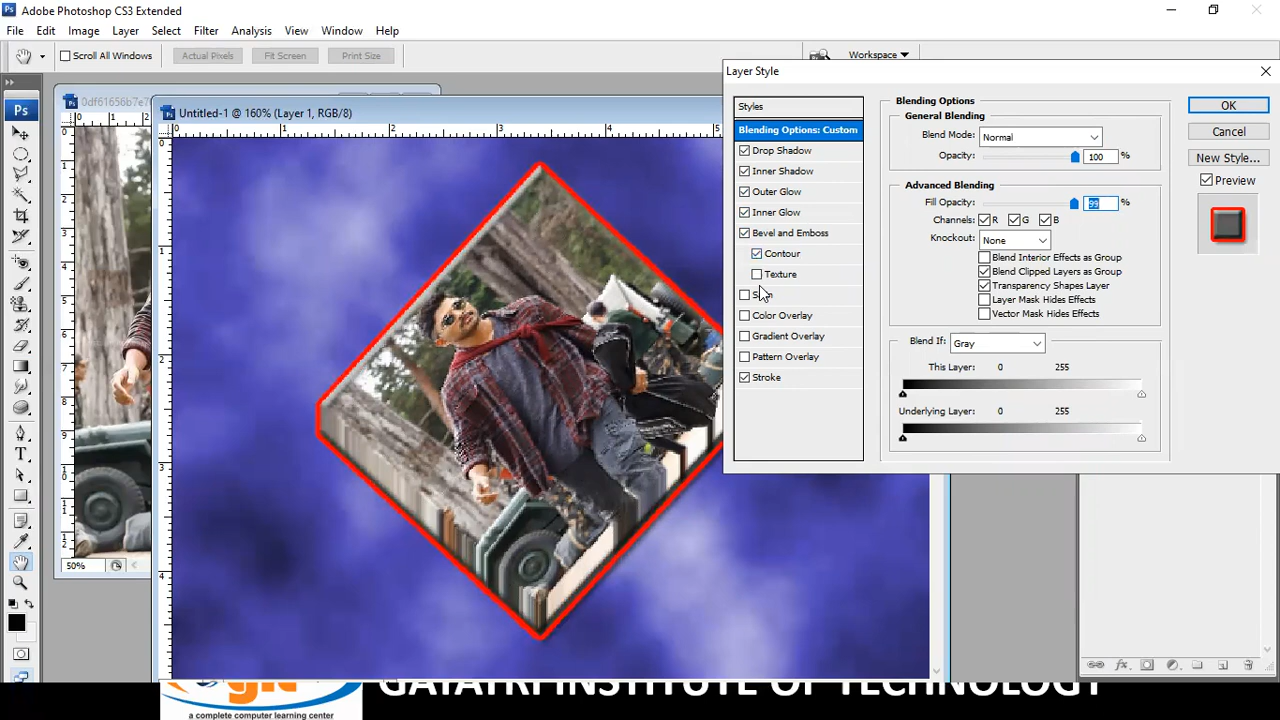 Ps Adobe Photoshop CS3 Extended
File Edit Image Layer Select Filter Analysis View Window Help
Scroll All Windows Actual Pixels Fit Screen Print Size Workspace
Layer Style
Untitled-1 @ 160% (Layer 1, RGB/8)
Styles
Blending Options: Custom
Drop Shadow
Inner Shadow
Outer Glow
Inner Glow
Bevel and Emboss
Contour
Texture
Color Overlay
Gradient Overlay
Pattern Overlay
Stroke
Blending Options
General Blending
Blend Mode: Normal
Opacity: 100 %
Advanced Blending
Fill Opacity: 99 %
Channels: R G B
Knockout: None
Blend Interior Effects as Group
Blend Clipped Layers as Group
Transparency Shapes Layer
Layer Mask Hides Effects
Vector Mask Hides Effects
Blend If: Gray
This Layer: 0 255
Underlying Layer: 0 255
OK
Cancel
New Style...
Preview
50%
GAYATRI INSTITUTE OF TECHNOLOGY
a complete computer learning center